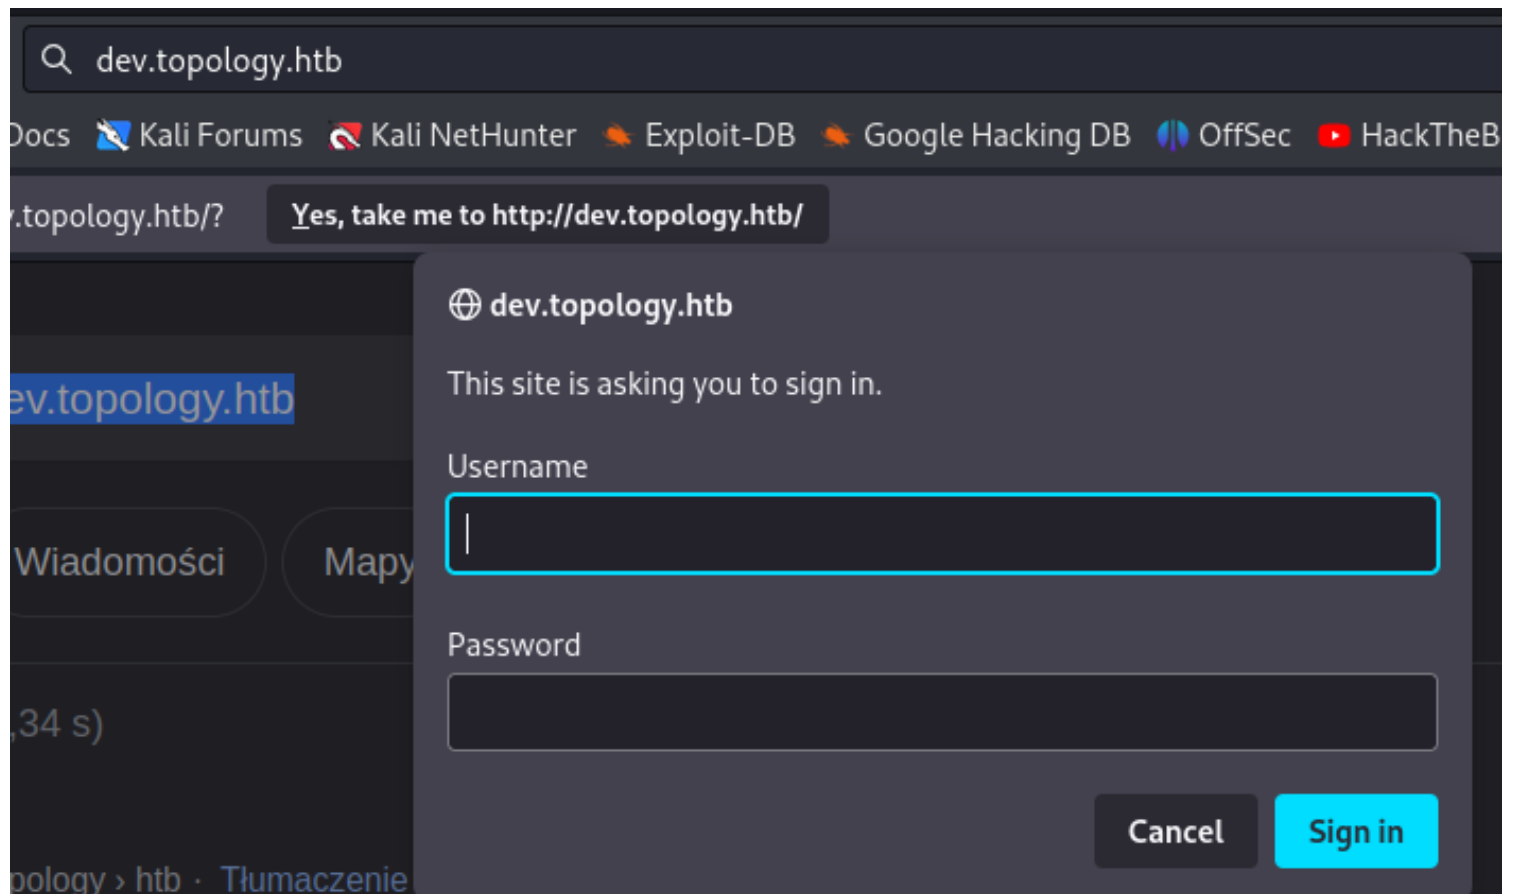 dev.topology.htb
Docs Kali Forums Kali NetHunter Exploit-DB Google Hacking DB OffSec HackTheB
.topology.htb/? Yes, take me to http://dev.topology.htb/
dev.topology.htb
This site is asking you to sign in.
ev.topology.htb
Username
Wiadomości Mapy
Password
,34 s)
Cancel Sign in
pology › htb · Tłumaczenie